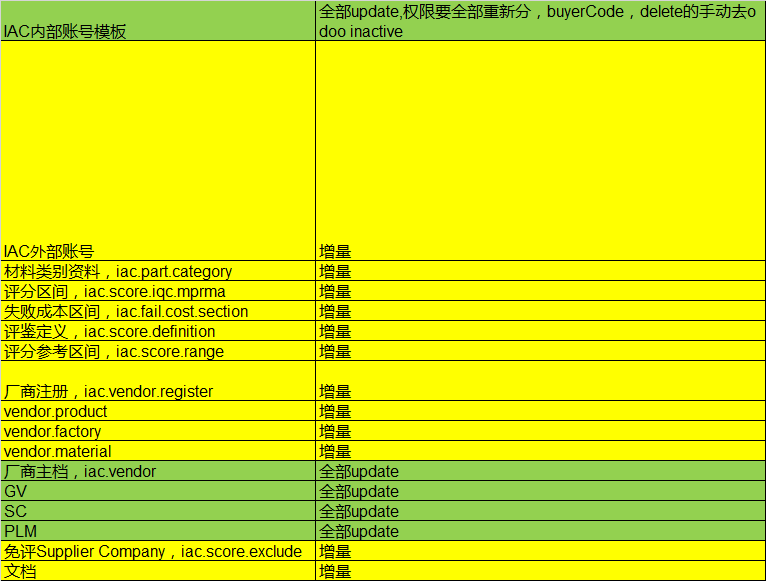 IAC内部账号模板 全部update,权限要全部重新分，buyerCode，delete的手动去o
doo inactive
IAC外部账号 增量
材料类别资料，iac.part.category 增量
评分区间，iac.score.iqc.mprma 增量
失败成本区间，iac.fail.cost.section 增量
评鉴定义，iac.score.definition 增量
评分参考区间，iac.score.range 增量
厂商注册，iac.vendor.register 增量
vendor.product 增量
vendor.factory 增量
vendor.material 增量
厂商主档，iac.vendor 全部update
GV 全部update
SC 全部update
PLM 全部update
免评Supplier Company，iac.score.exclude 增量
文档 增量